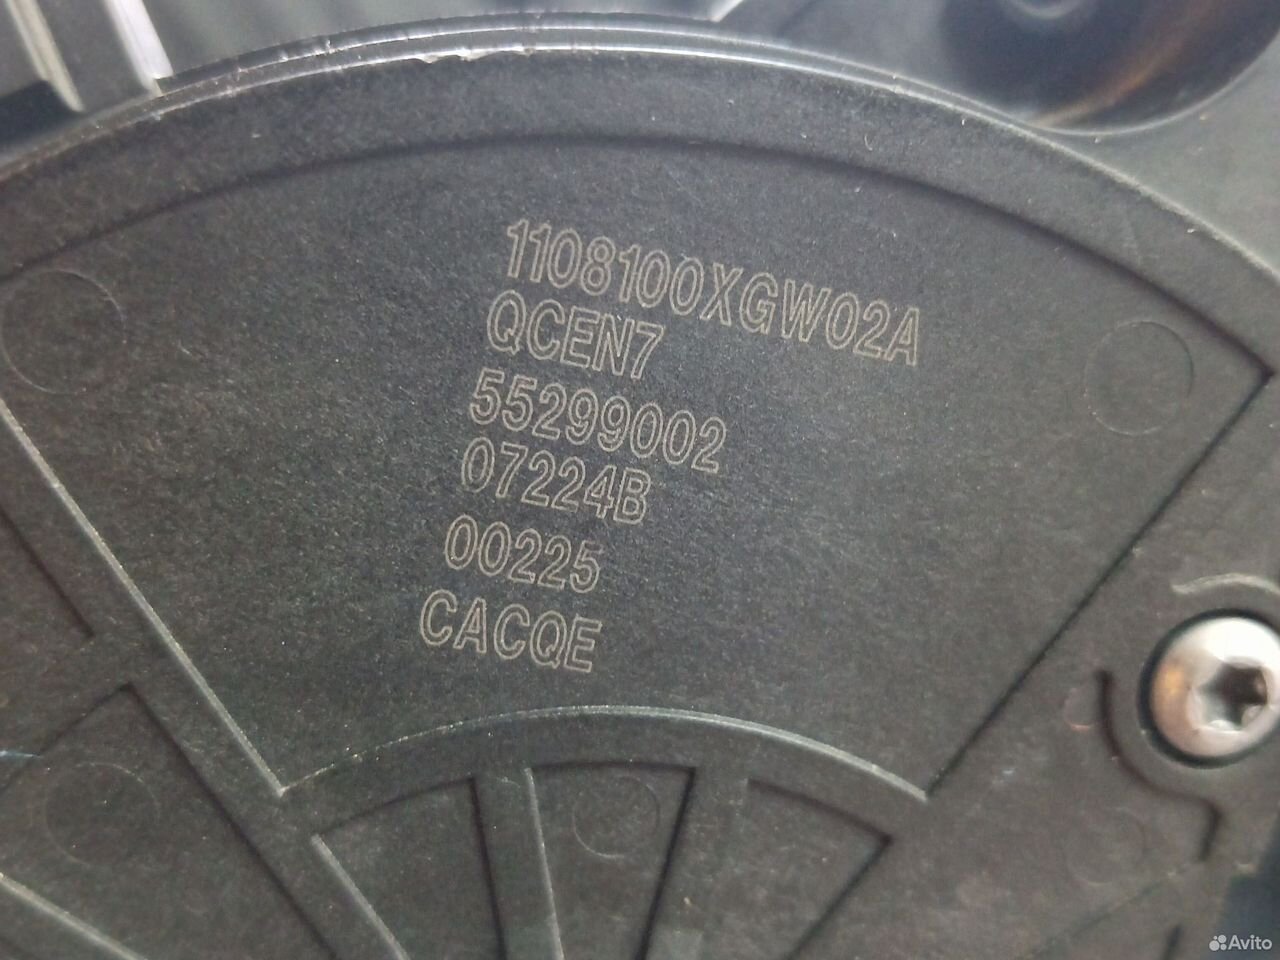 1108100XGW02A
QCEN7
55299002
07224B
00225
CACQE
Avito